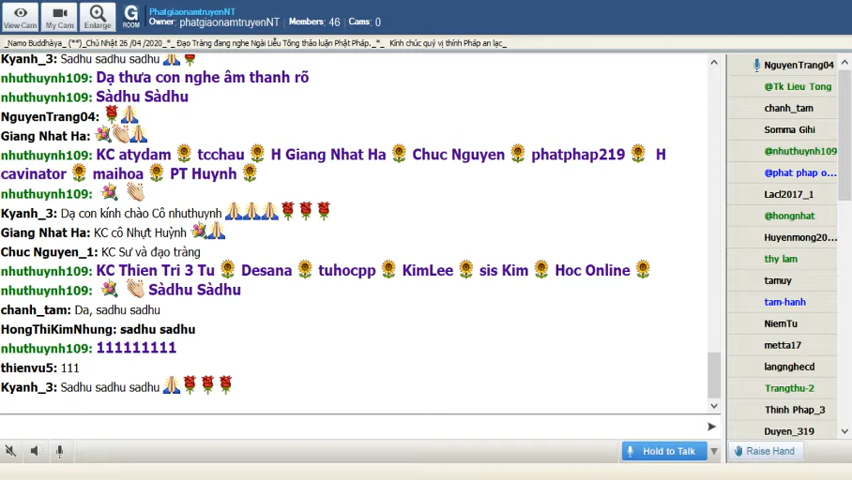 View Cam
My Cam
Enlarge
G
ROOM
PhatgiaonamtruyenNT
Owner: phatgiaonamtruyenNT Members: 46 Cams: 0
_Namo Buddhàya_ (**)_Chủ Nhật 26 /04 /2020_*_ Đạo Tràng đang nghe Ngài Liễu Tông thảo luận Phật Pháp._*_ Kính chúc quý vị thính Pháp an lạc_
Kyanh_3: Sadhu sadhu sadhu
nhuthuynh109: Dạ thưa con nghe âm thanh rõ
nhuthuynh109: Sàdhu Sàdhu
NguyenTrang04:
Giang Nhat Ha:
nhuthuynh109: KC atydam tcchau H Giang Nhat Ha Chuc Nguyen phatphap219 H
cavinator maihoa PT Huynh
nhuthuynh109:
Kyanh_3: Dạ con kính chào Cô nhuthuynh
Giang Nhat Ha: KC cô Nhựt Huỳnh
Chuc Nguyen_1: KC Sư và đạo tràng
nhuthuynh109: KC Thien Tri 3 Tu Desana tuhocpp KimLee sis Kim Hoc Online
nhuthuynh109: Sàdhu Sàdhu
chanh_tam: Da, sadhu sadhu
HongThiKimNhung: sadhu sadhu
nhuthuynh109: 111111111
thienvu5: 111
Kyanh_3: Sadhu sadhu sadhu
Hold to Talk
NguyenTrang04
@Tk Lieu Tong
chanh_tam
Somma Gihi
@nhuthuynh109
@phat phap o...
Lacl2017_1
@hongnhat
Huyenmong20...
thy lam
tamuy
tam-hanh
NiemTu
metta17
langnghecd
Trangthu-2
Thinh Phap_3
Duyen_319
Raise Hand